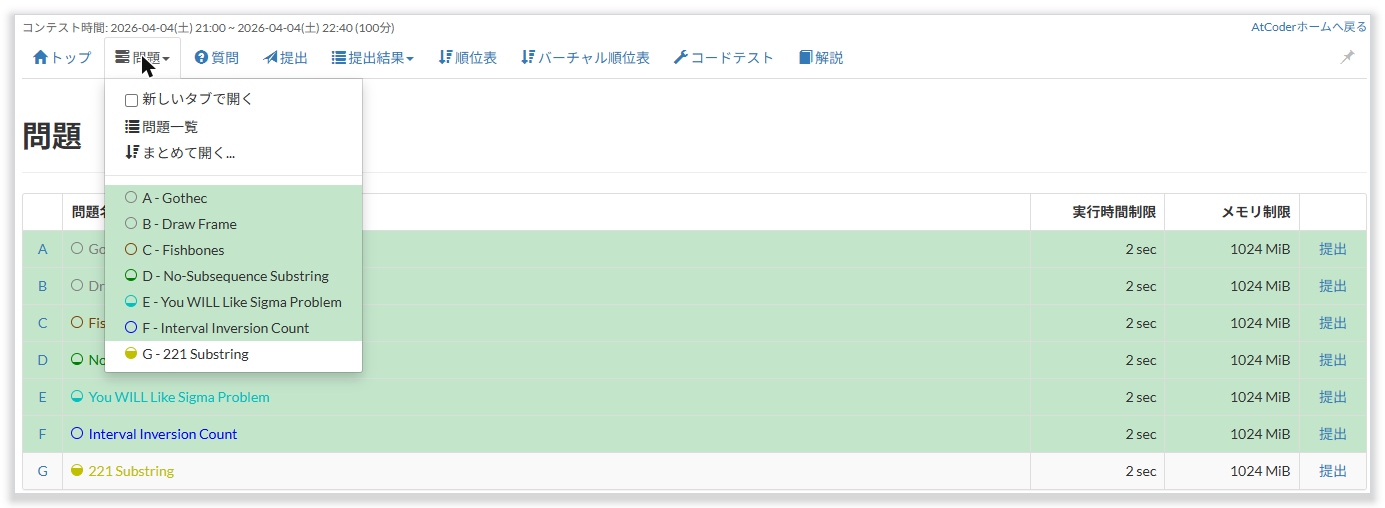 コンテスト時間: 2026-04-04(土) 21:00 ~ 2026-04-04(土) 22:40 (100分) AtCoderホームへ戻る
トップ 問題 質問 提出 提出結果 順位表 バーチャル順位表 コードテスト 解説
新しいタブで開く
問題一覧
まとめて開く...
A - Gothec
B - Draw Frame
C - Fishbones
D - No-Subsequence Substring
E - You WILL Like Sigma Problem
F - Interval Inversion Count
G - 221 Substring
問題
問題 実行時間制限 メモリ制限
A Go 2 sec 1024 MiB 提出
B Dr 2 sec 1024 MiB 提出
C Fis 2 sec 1024 MiB 提出
D No 2 sec 1024 MiB 提出
E You WILL Like Sigma Problem 2 sec 1024 MiB 提出
F Interval Inversion Count 2 sec 1024 MiB 提出
G 221 Substring 2 sec 1024 MiB 提出